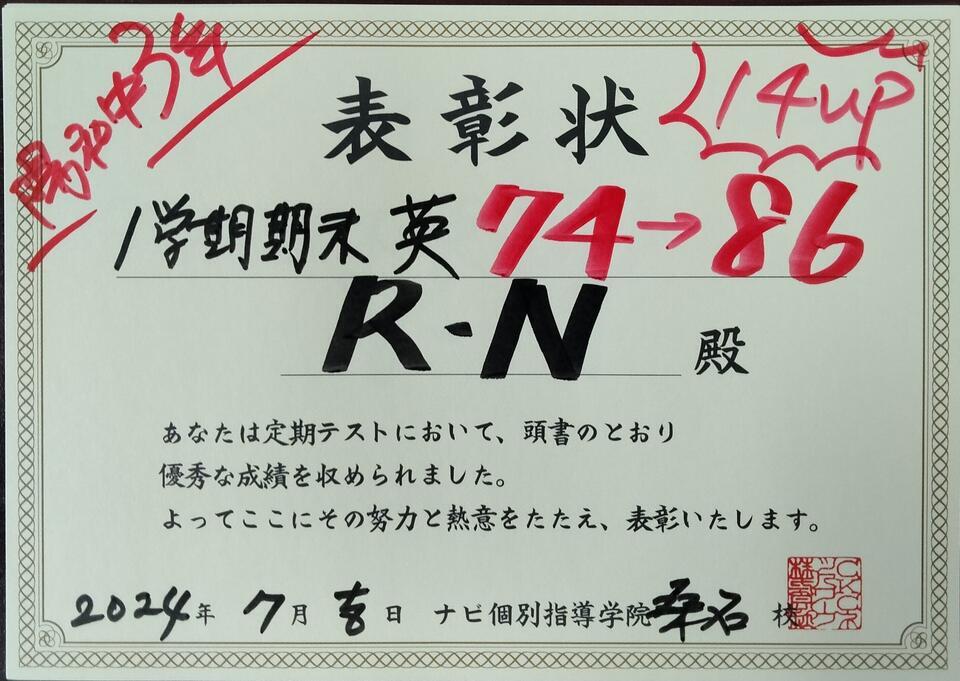 陽和中3年
14up
表彰状
1学期期末 英 74→86
R-N 殿
あなたは定期テストにおいて、頭書のとおり
優秀な成績を収められました。
よってここにその努力と熱意をたたえ、表彰いたします。
2024年 7月 吉日 ナビ個別指導学院桒名校